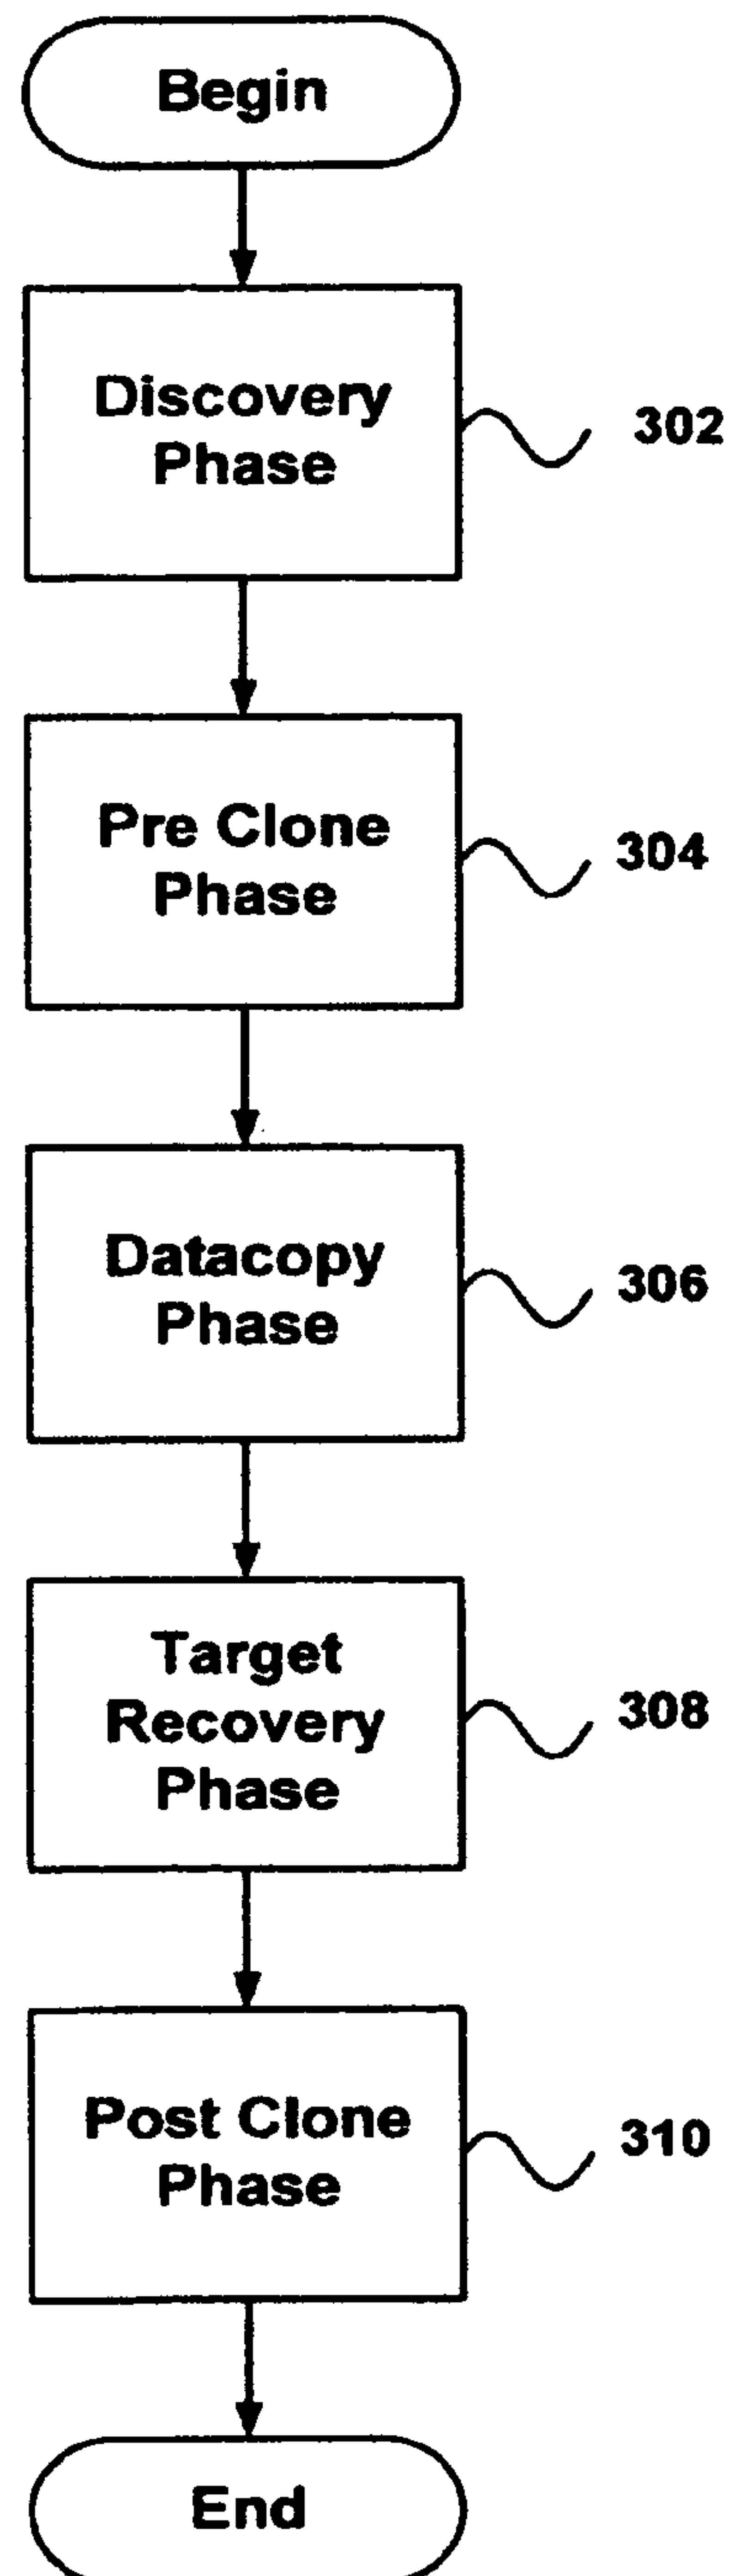 Begin
Discovery
Phase
302
Pre Clone
Phase
304
Datacopy
Phase
306
Target
Recovery
Phase
308
Post Clone
Phase
310
End